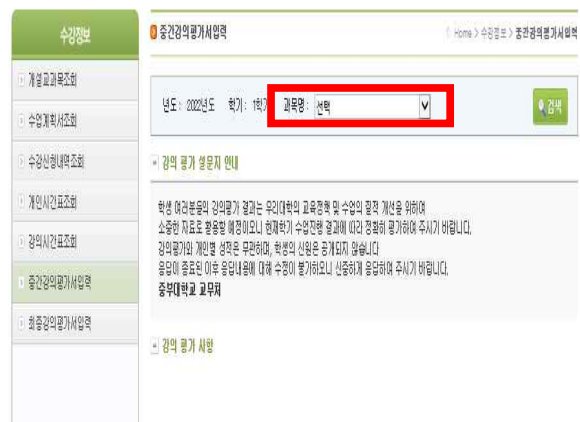 수강정보
중간강의평가서입력
Home > 수강정보 > 중간강의평가서입력
개설교과목조회
수업계획서조회
수강신청내역조회
개인시간표조회
강의시간표조회
중간강의평가서입력
최종강의평가서입력
년도 : 2022년도 학기 : 1학기 과목명 : 선택
검색
강의 평가 설문지 안내
학생 여러분들의 강의평가 결과는 우리대학의 교육정책 및 수업의 질적 개선을 위하여
소중한 자료로 활용할 예정이오니 현재학기 수업진행 결과에 따라 정확히 평가하여 주시기 바랍니다.
강의평가와 개인별 성적은 무관하며, 학생의 신원은 공개되지 않습니다
응답이 종료된 이후 응답내용에 대해 수정이 불가하오니 신중하게 응답하여 주시기 바랍니다.
중부대학교 교무처
강의 평가 사항